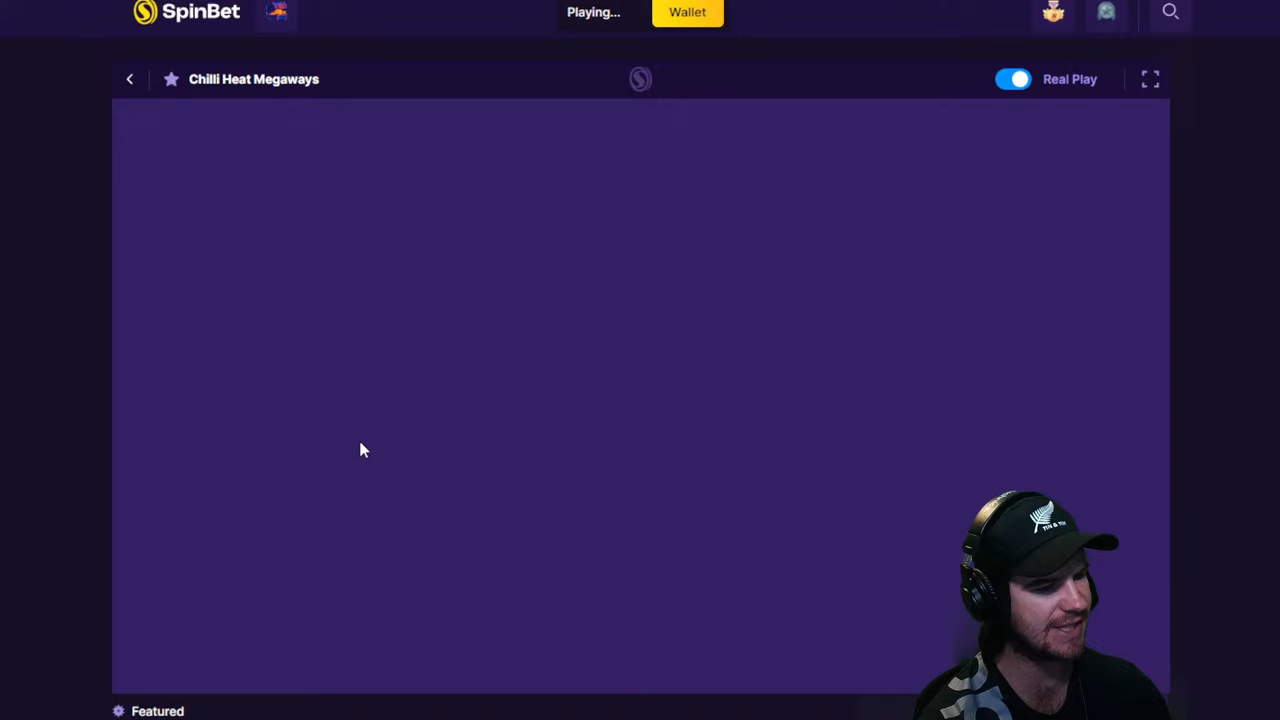 SpinBet
Playing...
Wallet
Chilli Heat Megaways
Real Play
Featured